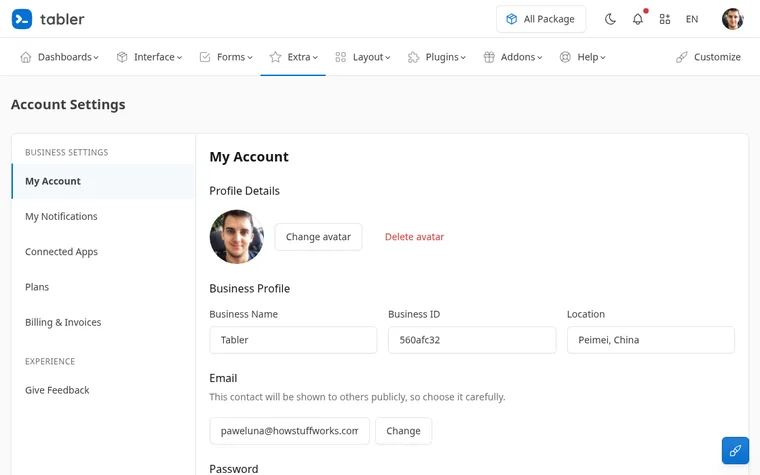 tabler
All Package
EN
Dashboards
Interface
Forms
Extra
Layout
Plugins
Addons
Help
Customize
Account Settings
BUSINESS SETTINGS
My Account
My Notifications
Connected Apps
Plans
Billing & Invoices
EXPERIENCE
Give Feedback
My Account
Profile Details
Change avatar
Delete avatar
Business Profile
Business Name
Business ID
Location
Tabler
560afc32
Peimei, China
Email
This contact will be shown to others publicly, so choose it carefully.
paweluna@howstuffworks.com
Change
Password